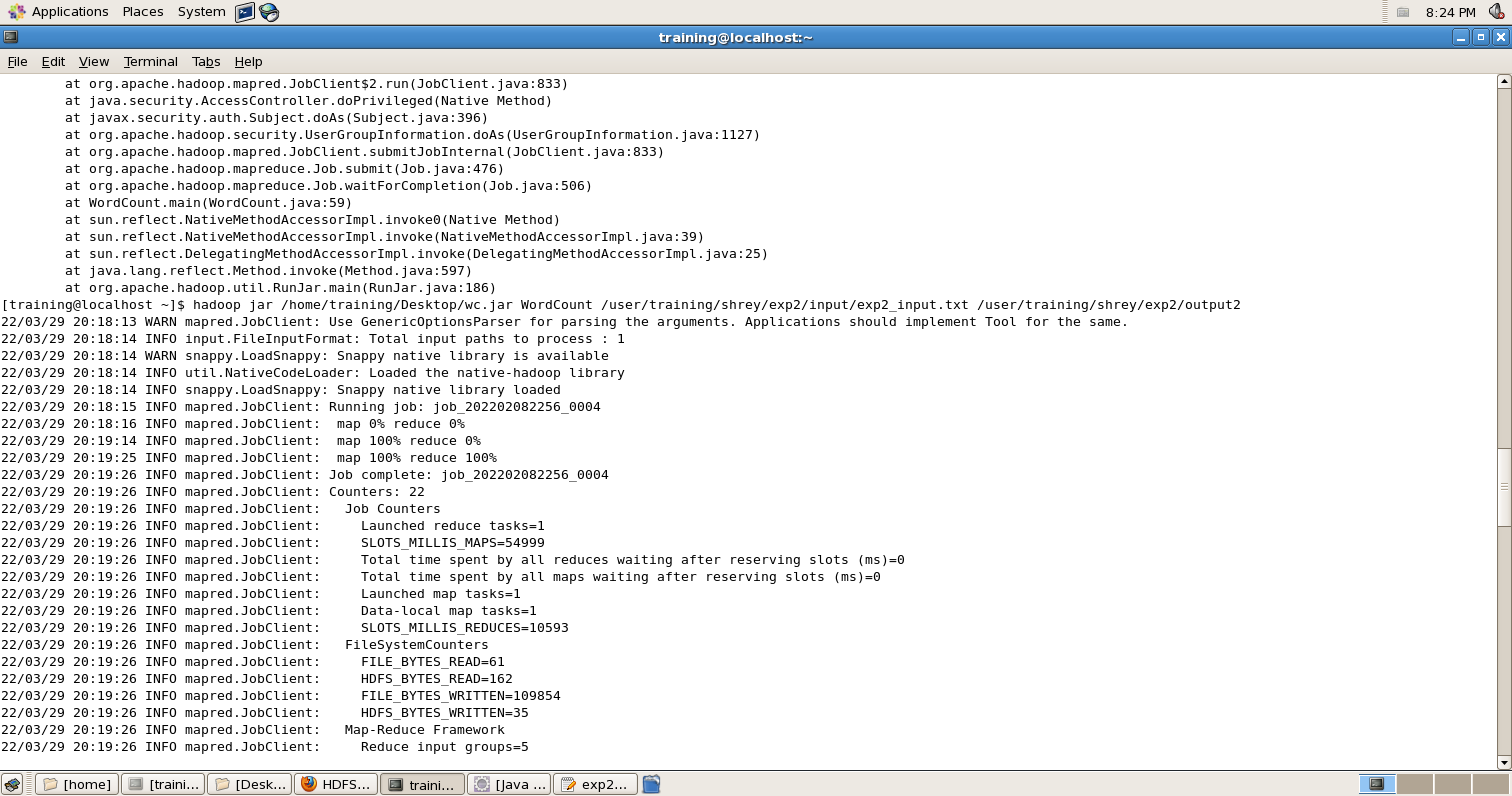 Applications Places System 8:24 PM
training@localhost:~
File Edit View Terminal Tabs Help
at org.apache.hadoop.mapred.JobClient$2.run(JobClient.java:833)
at java.security.AccessController.doPrivileged(Native Method)
at javax.security.auth.Subject.doAs(Subject.java:396)
at org.apache.hadoop.security.UserGroupInformation.doAs(UserGroupInformation.java:1127)
at org.apache.hadoop.mapred.JobClient.submitJobInternal(JobClient.java:833)
at org.apache.hadoop.mapreduce.Job.submit(Job.java:476)
at org.apache.hadoop.mapreduce.Job.waitForCompletion(Job.java:506)
at WordCount.main(WordCount.java:59)
at sun.reflect.NativeMethodAccessorImpl.invoke0(Native Method)
at sun.reflect.NativeMethodAccessorImpl.invoke(NativeMethodAccessorImpl.java:39)
at sun.reflect.DelegatingMethodAccessorImpl.invoke(DelegatingMethodAccessorImpl.java:25)
at java.lang.reflect.Method.invoke(Method.java:597)
at org.apache.hadoop.util.RunJar.main(RunJar.java:186)
[training@localhost ~]$ hadoop jar /home/training/Desktop/wc.jar WordCount /user/training/shrey/exp2/input/exp2_input.txt /user/training/shrey/exp2/output2
22/03/29 20:18:13 WARN mapred.JobClient: Use GenericOptionsParser for parsing the arguments. Applications should implement Tool for the same.
22/03/29 20:18:14 INFO input.FileInputFormat: Total input paths to process : 1
22/03/29 20:18:14 WARN snappy.LoadSnappy: Snappy native library is available
22/03/29 20:18:14 INFO util.NativeCodeLoader: Loaded the native-hadoop library
22/03/29 20:18:14 INFO snappy.LoadSnappy: Snappy native library loaded
22/03/29 20:18:15 INFO mapred.JobClient: Running job: job_202202082256_0004
22/03/29 20:18:16 INFO mapred.JobClient:  map 0% reduce 0%
22/03/29 20:19:14 INFO mapred.JobClient:  map 100% reduce 0%
22/03/29 20:19:25 INFO mapred.JobClient:  map 100% reduce 100%
22/03/29 20:19:26 INFO mapred.JobClient: Job complete: job_202202082256_0004
22/03/29 20:19:26 INFO mapred.JobClient: Counters: 22
22/03/29 20:19:26 INFO mapred.JobClient:   Job Counters
22/03/29 20:19:26 INFO mapred.JobClient:     Launched reduce tasks=1
22/03/29 20:19:26 INFO mapred.JobClient:     SLOTS_MILLIS_MAPS=54999
22/03/29 20:19:26 INFO mapred.JobClient:     Total time spent by all reduces waiting after reserving slots (ms)=0
22/03/29 20:19:26 INFO mapred.JobClient:     Total time spent by all maps waiting after reserving slots (ms)=0
22/03/29 20:19:26 INFO mapred.JobClient:     Launched map tasks=1
22/03/29 20:19:26 INFO mapred.JobClient:     Data-local map tasks=1
22/03/29 20:19:26 INFO mapred.JobClient:     SLOTS_MILLIS_REDUCES=10593
22/03/29 20:19:26 INFO mapred.JobClient:   FileSystemCounters
22/03/29 20:19:26 INFO mapred.JobClient:     FILE_BYTES_READ=61
22/03/29 20:19:26 INFO mapred.JobClient:     HDFS_BYTES_READ=162
22/03/29 20:19:26 INFO mapred.JobClient:     FILE_BYTES_WRITTEN=109854
22/03/29 20:19:26 INFO mapred.JobClient:     HDFS_BYTES_WRITTEN=35
22/03/29 20:19:26 INFO mapred.JobClient:   Map-Reduce Framework
22/03/29 20:19:26 INFO mapred.JobClient:     Reduce input groups=5
[home] [traini... [Desk... HDFS... traini... [Java ... exp2...